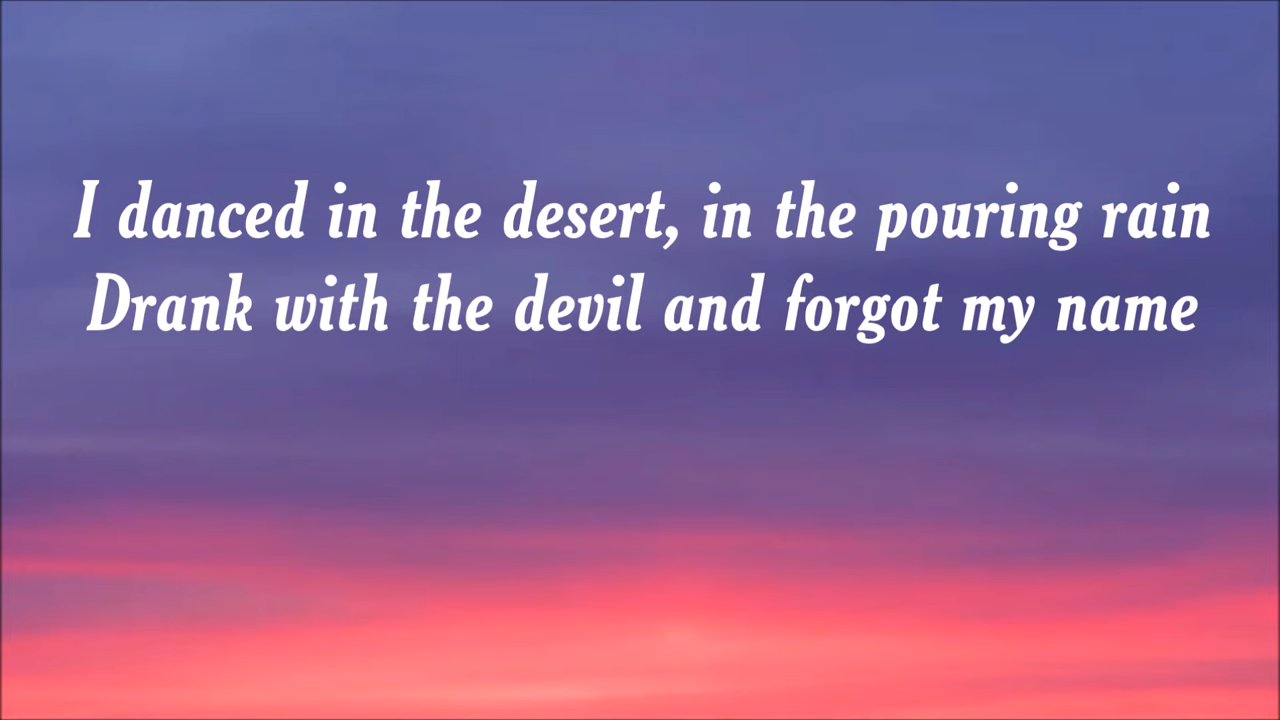 I danced in the desert, in the pouring rain
Drank with the devil and forgot my name